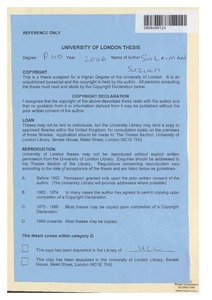 REFERENCE ONLY
UNIVERSITY OF LONDON THESIS
Degree PhD Year 2006 Name of Author SULAIMAN
Suziah
COPYRIGHT
This is a thesis accepted for a Higher Degree of the University of London. It is an
unpublished typescript and the copyright is held by the author. All persons consulting
the thesis must read and abide by the Copyright Declaration below.
COPYRIGHT DECLARATION
I recognise that the copyright of the above-described thesis rests with the author and
that no quotation from it or information derived from it may be published without the
prior written consent of the author.
LOAN
Theses may not be lent to individuals, but the University Library may lend a copy to
approved libraries within the United Kingdom, for consultation solely on the premises
of those libraries. Application should be made to: The Theses Section, University of
London Library, Senate House, Malet Street, London WC1E 7HU.
REPRODUCTION
University of London theses may not be reproduced without explicit written
permission from the University of London Library. Enquiries should be addressed to
the Theses Section of the Library. Regulations concerning reproduction vary
according to the date of acceptance of the thesis and are listed below as guidelines.
A. Before 1962. Permission granted only upon the prior written consent of the
author. (The University Library will provide addresses where possible).
B. 1962 - 1974. In many cases the author has agreed to permit copying upon
completion of a Copyright Declaration.
C. 1975 - 1988. Most theses may be copied upon completion of a Copyright
Declaration.
D. 1989 onwards. Most theses may be copied.
This thesis comes within category D.
This copy has been deposited in the Library of UCL
This copy has been deposited in the University of London Library, Senate
House, Malet Street, London WC1E 7HU.